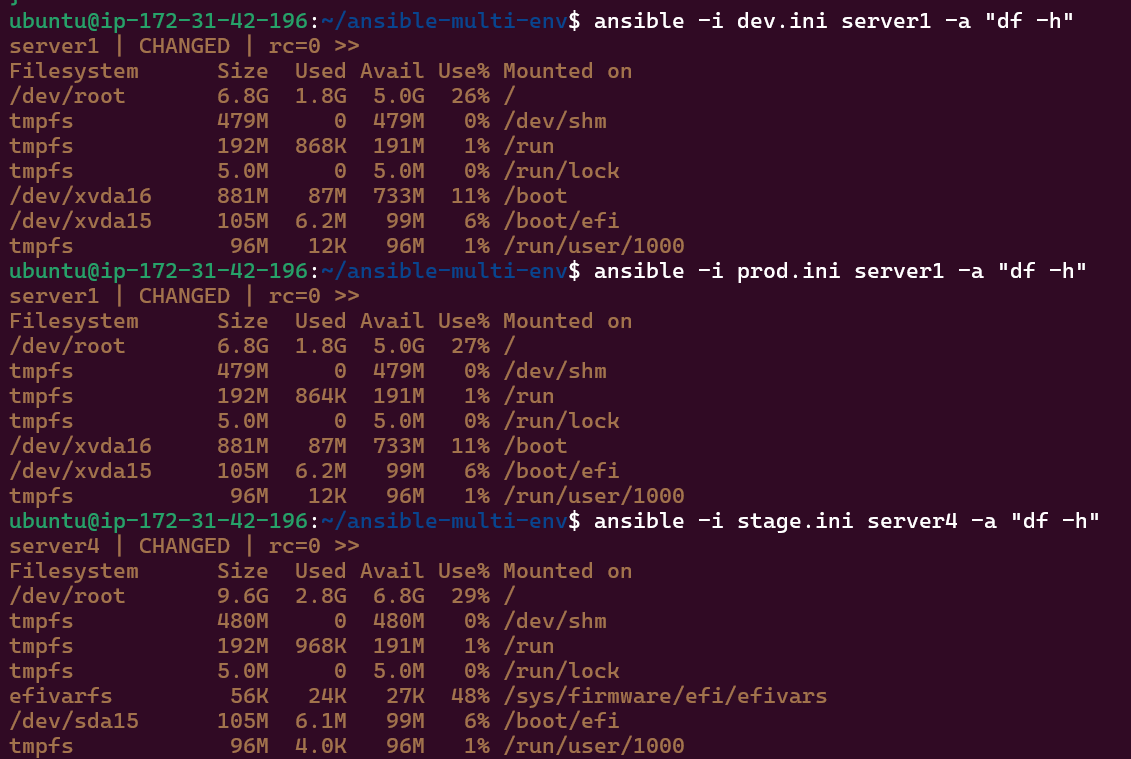 ubuntu@ip-172-31-42-196:~/ansible-multi-env$ ansible -i dev.ini server1 -a "df -h"
server1 | CHANGED | rc=0 >>
Filesystem      Size  Used Avail Use% Mounted on
/dev/root       6.8G  1.8G  5.0G  26% /
tmpfs           479M     0  479M   0% /dev/shm
tmpfs           192M  868K  191M   1% /run
tmpfs           5.0M     0  5.0M   0% /run/lock
/dev/xvda16     881M   87M  733M  11% /boot
/dev/xvda15     105M  6.2M   99M   6% /boot/efi
tmpfs            96M   12K   96M   1% /run/user/1000
ubuntu@ip-172-31-42-196:~/ansible-multi-env$ ansible -i prod.ini server1 -a "df -h"
server1 | CHANGED | rc=0 >>
Filesystem      Size  Used Avail Use% Mounted on
/dev/root       6.8G  1.8G  5.0G  27% /
tmpfs           479M     0  479M   0% /dev/shm
tmpfs           192M  864K  191M   1% /run
tmpfs           5.0M     0  5.0M   0% /run/lock
/dev/xvda16     881M   87M  733M  11% /boot
/dev/xvda15     105M  6.2M   99M   6% /boot/efi
tmpfs            96M   12K   96M   1% /run/user/1000
ubuntu@ip-172-31-42-196:~/ansible-multi-env$ ansible -i stage.ini server4 -a "df -h"
server4 | CHANGED | rc=0 >>
Filesystem      Size  Used Avail Use% Mounted on
/dev/root       9.6G  2.8G  6.8G  29% /
tmpfs           480M     0  480M   0% /dev/shm
tmpfs           192M  968K  191M   1% /run
tmpfs           5.0M     0  5.0M   0% /run/lock
efivarfs         56K   24K   27K  48% /sys/firmware/efi/efivars
/dev/sda15      105M  6.1M   99M   6% /boot/efi
tmpfs            96M  4.0K   96M   1% /run/user/1000